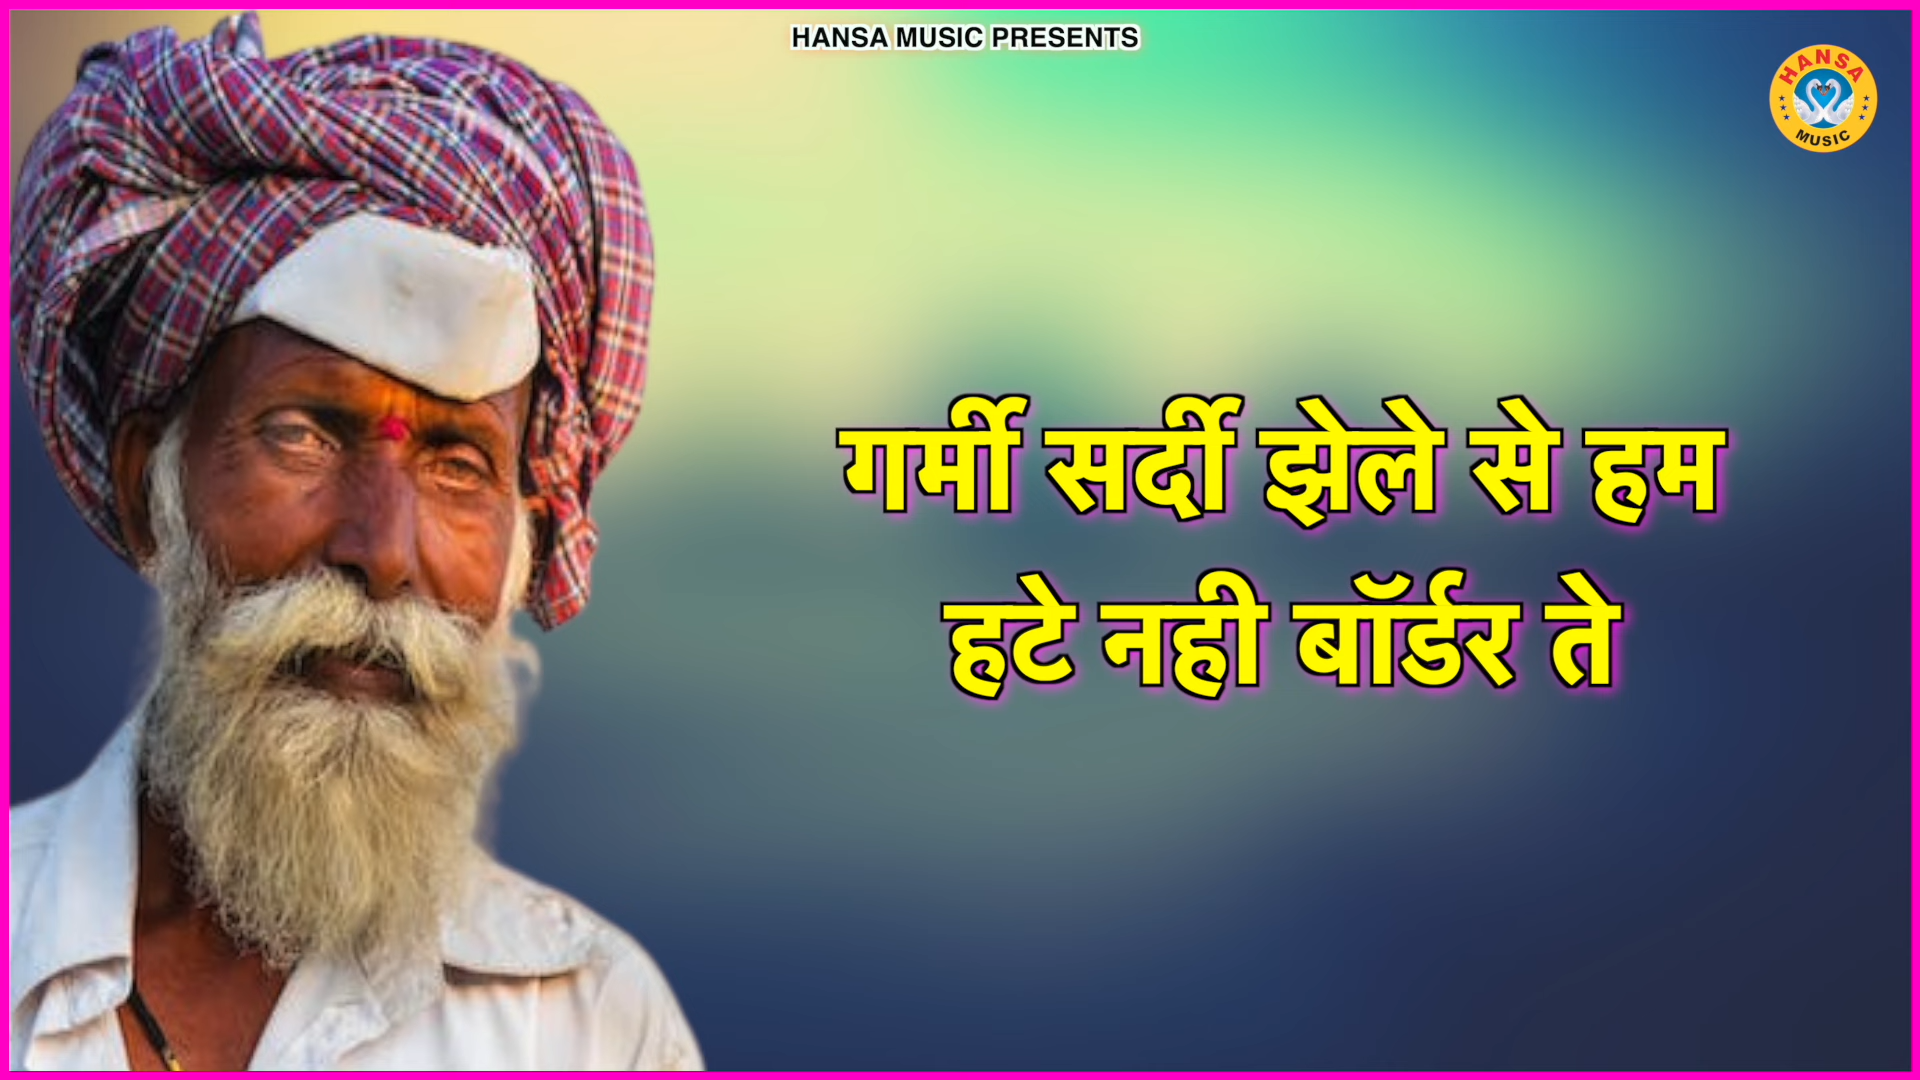 HANSA MUSIC PRESENTS
HANSA
MUSIC
गर्मी सर्दी झेले से हम
हटे नही बॉर्डर ते